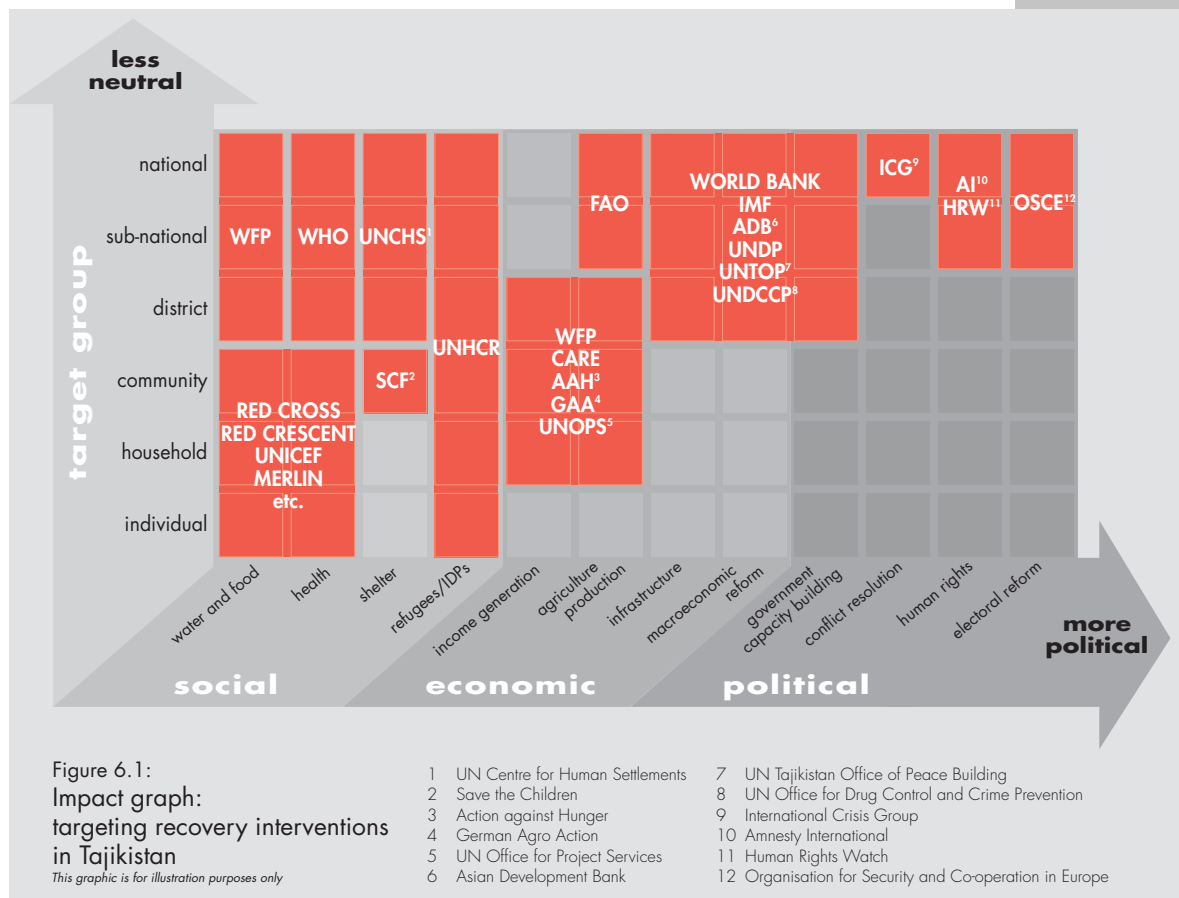 less
neutral
target group
national
sub-national
district
community
household
individual
WFP
WHO
UNCHS¹
FAO
WORLD BANK
IMF
ADB⁶
UNDP
UNTOP⁷
UNDCCP⁸
ICG⁹
AI¹⁰
HRW¹¹
OSCE¹²
UNHCR
SCF²
WFP
CARE
AAH³
GAA⁴
UNOPS⁵
RED CROSS
RED CRESCENT
UNICEF
MERLIN
etc.
water and food
health
shelter
refugees/IDPs
income generation
agriculture
production
infrastructure
macroeconomic
reform
government
capacity building
conflict resolution
human rights
electoral reform
more
political
social
economic
political
Figure 6.1:
Impact graph:
targeting recovery interventions
in Tajikistan
This graphic is for illustration purposes only
1 UN Centre for Human Settlements
2 Save the Children
3 Action against Hunger
4 German Agro Action
5 UN Office for Project Services
6 Asian Development Bank
7 UN Tajikistan Office of Peace Building
8 UN Office for Drug Control and Crime Prevention
9 International Crisis Group
10 Amnesty International
11 Human Rights Watch
12 Organisation for Security and Co-operation in Europe